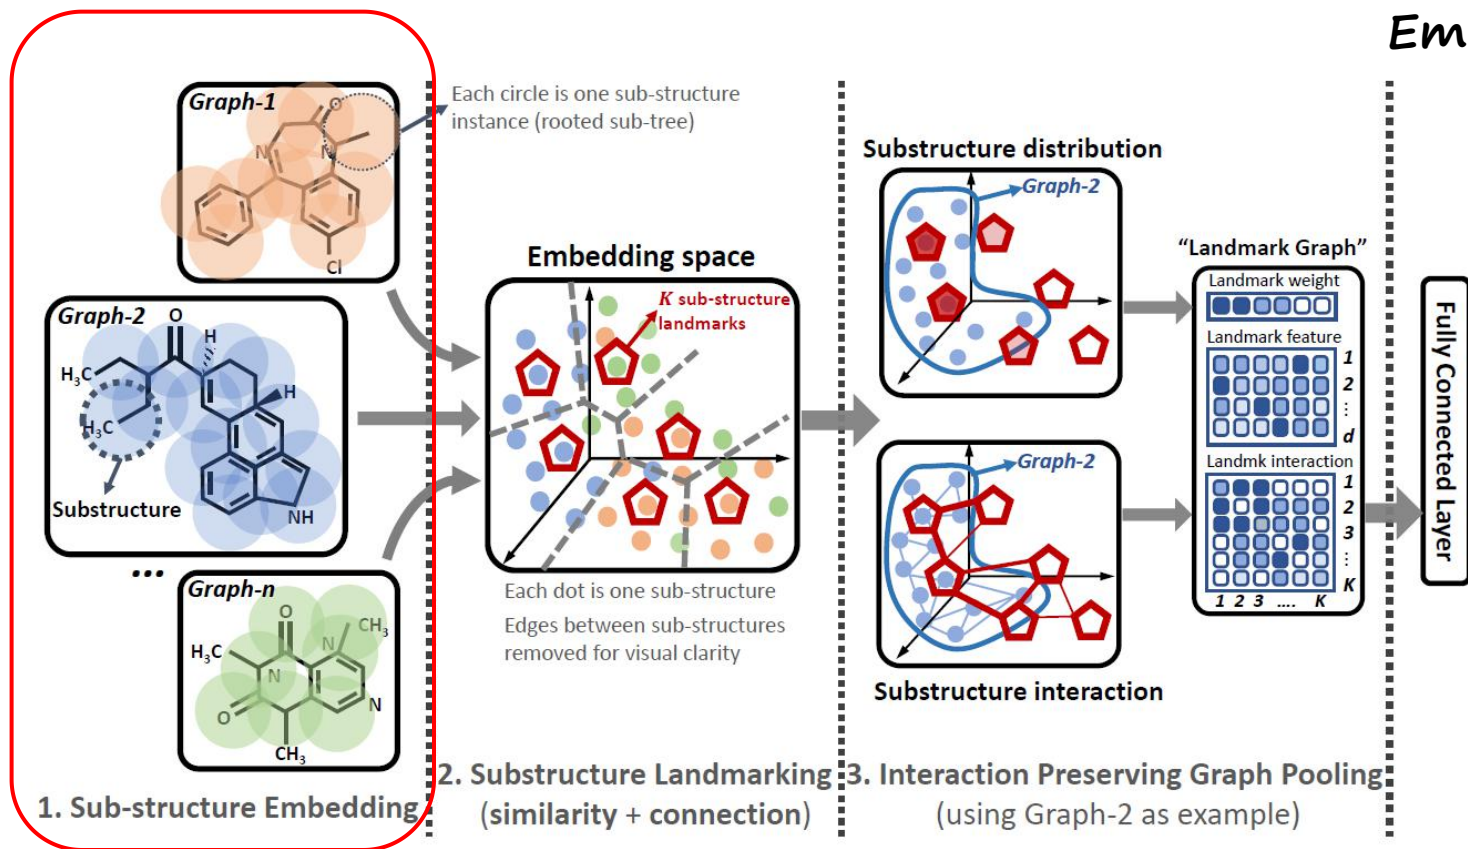 Em
Graph-1
O
N
N
Cl
Each circle is one sub-structure
instance (rooted sub-tree)
Graph-2
O
H
H₃C
H
H₃C
Substructure
NH
...
Graph-n
O
CH₃
N
H₃C
N
O
N
CH₃
1. Sub-structure Embedding
Embedding space
K sub-structure
landmarks
Each dot is one sub-structure
Edges between sub-structures
removed for visual clarity
2. Substructure Landmarking
(similarity + connection)
Substructure distribution
Graph-2
Graph-2
Substructure interaction
3. Interaction Preserving Graph Pooling
(using Graph-2 as example)
"Landmark Graph"
Landmark weight
Landmark feature
1
2
⋮
d
Landmk interaction
1
2
3
⋮
K
1 2 3 .... K
Fully Connected Layer